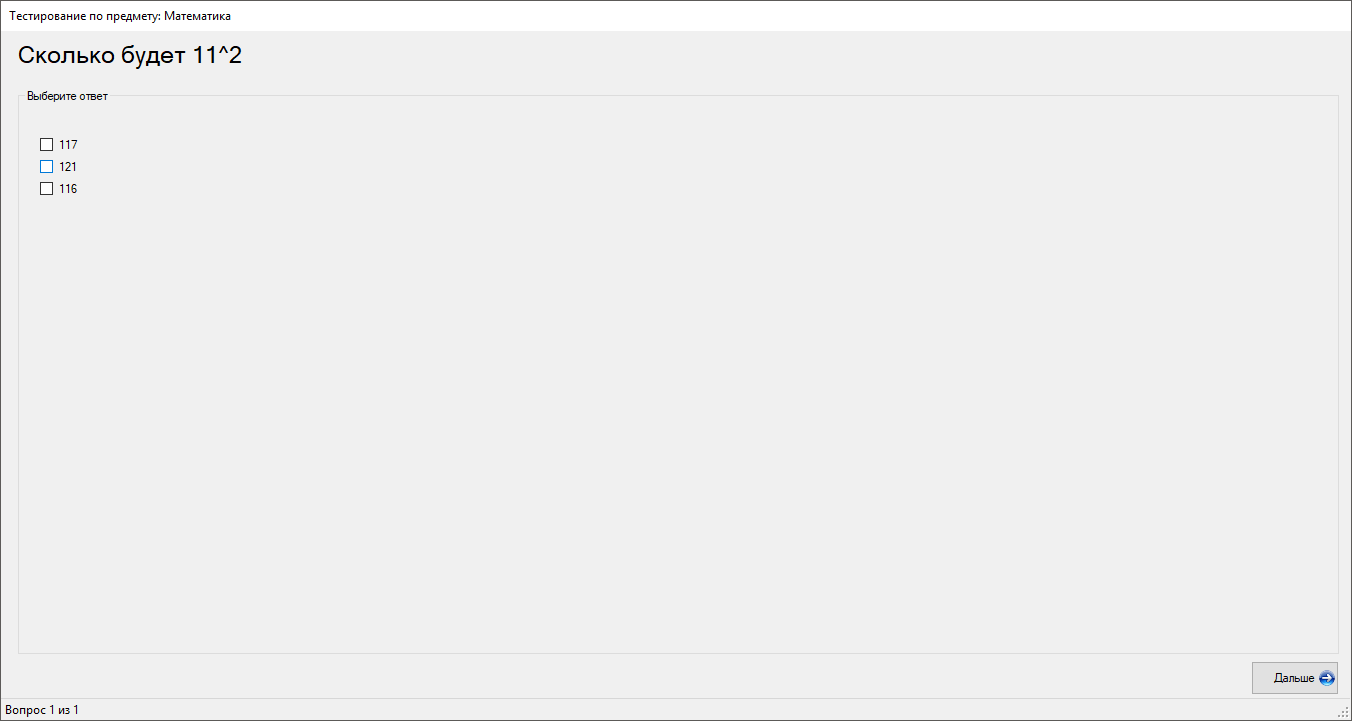 Тестирование по предмету: Математика
Сколько будет 11^2
Выберите ответ
117
121
116
Дальше
Вопрос 1 из 1